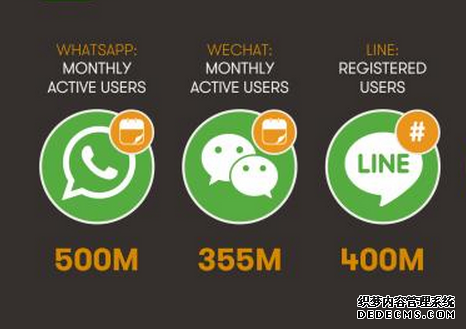 WHATSAPP:
MONTHLY
ACTIVE USERS
WECHAT:
MONTHLY
ACTIVE USERS
LINE:
REGISTERED
USERS
#
LINE
500M
355M
400M
织梦内容管理系统
DEDECMS.COM